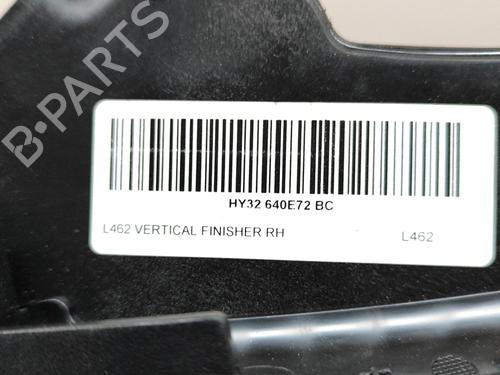 B-PARTS
HY32 640E72 BC
L462 VERTICAL FINISHER RH L462